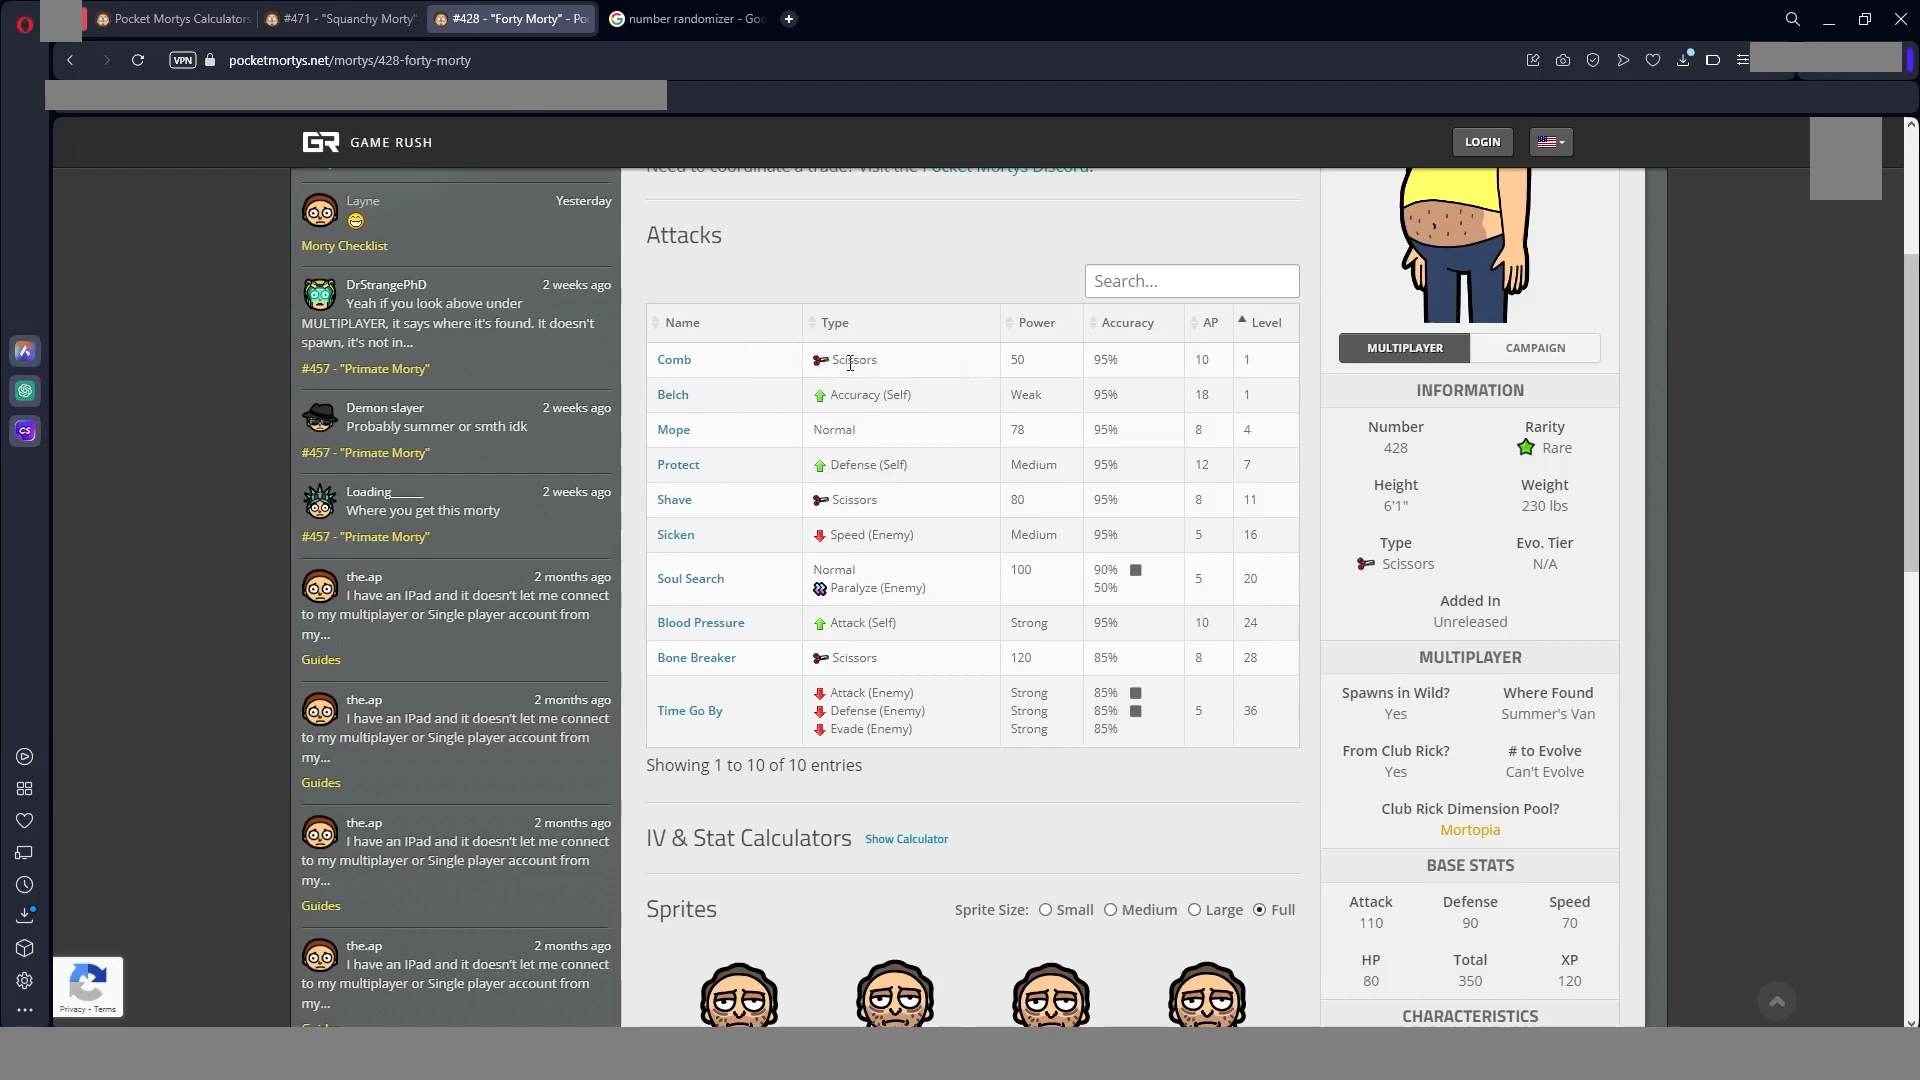 Pocket Mortys Calculators
#471 - "Squanchy Morty"
#428 - "Forty Morty" - Po
number randomizer - Goo
VPN
pocketmortys.net/mortys/428-forty-morty
GR GAME RUSH
LOGIN
Layne
Yesterday
Morty Checklist
DrStrangePhD
2 weeks ago
Yeah if you look above under
MULTIPLAYER, it says where it's found. It doesn't
spawn, it's not in...
#457 - "Primate Morty"
Demon slayer
2 weeks ago
Probably summer or smth idk
#457 - "Primate Morty"
Loading_____
2 weeks ago
Where you get this morty
#457 - "Primate Morty"
the.ap
2 months ago
I have an IPad and it doesn't let me connect
to my multiplayer or Single player account from
my...
Guides
the.ap
2 months ago
I have an IPad and it doesn't let me connect
to my multiplayer or Single player account from
my...
Guides
the.ap
2 months ago
I have an IPad and it doesn't let me connect
to my multiplayer or Single player account from
my...
Guides
the.ap
2 months ago
I have an IPad and it doesn't let me connect
to my multiplayer or Single player account from
my...
Guides
Privacy - Terms
CS
Need to coordinate a trade? Visit the Pocket Mortys Discord.
Attacks
Search...
Name Type Power Accuracy AP Level
Comb Scissors 50 95% 10 1
Belch Accuracy (Self) Weak 95% 18 1
Mope Normal 78 95% 8 4
Protect Defense (Self) Medium 95% 12 7
Shave Scissors 80 95% 8 11
Sicken Speed (Enemy) Medium 95% 5 16
Normal 100 90%
Soul Search 5 20
Paralyze (Enemy) 50%
Blood Pressure Attack (Self) Strong 95% 10 24
Bone Breaker Scissors 120 85% 8 28
Attack (Enemy) Strong 85%
Time Go By Defense (Enemy) Strong 85% 5 36
Evade (Enemy) Strong 85%
Showing 1 to 10 of 10 entries
IV & Stat Calculators Show Calculator
Sprites
Sprite Size: Small Medium Large Full
MULTIPLAYER CAMPAIGN
INFORMATION
Number Rarity
428 Rare
Height Weight
6'1" 230 lbs
Type Evo. Tier
Scissors N/A
Added In
Unreleased
MULTIPLAYER
Spawns in Wild? Where Found
Yes Summer's Van
From Club Rick? # to Evolve
Yes Can't Evolve
Club Rick Dimension Pool?
Mortopia
BASE STATS
Attack Defense Speed
110 90 70
HP Total XP
80 350 120
CHARACTERISTICS